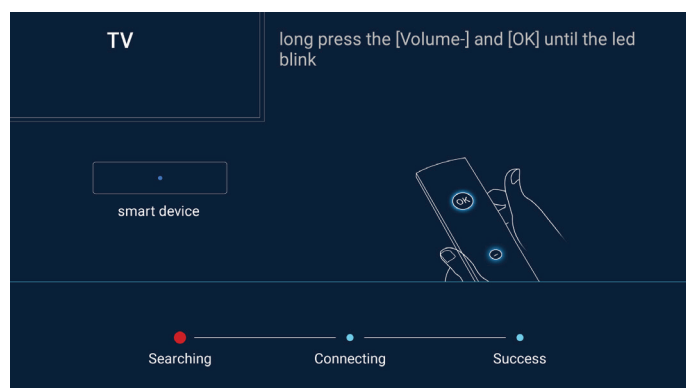 TV
long press the [Volume-] and [OK] until the led
blink
smart device
OK
-
Searching
Connecting
Success